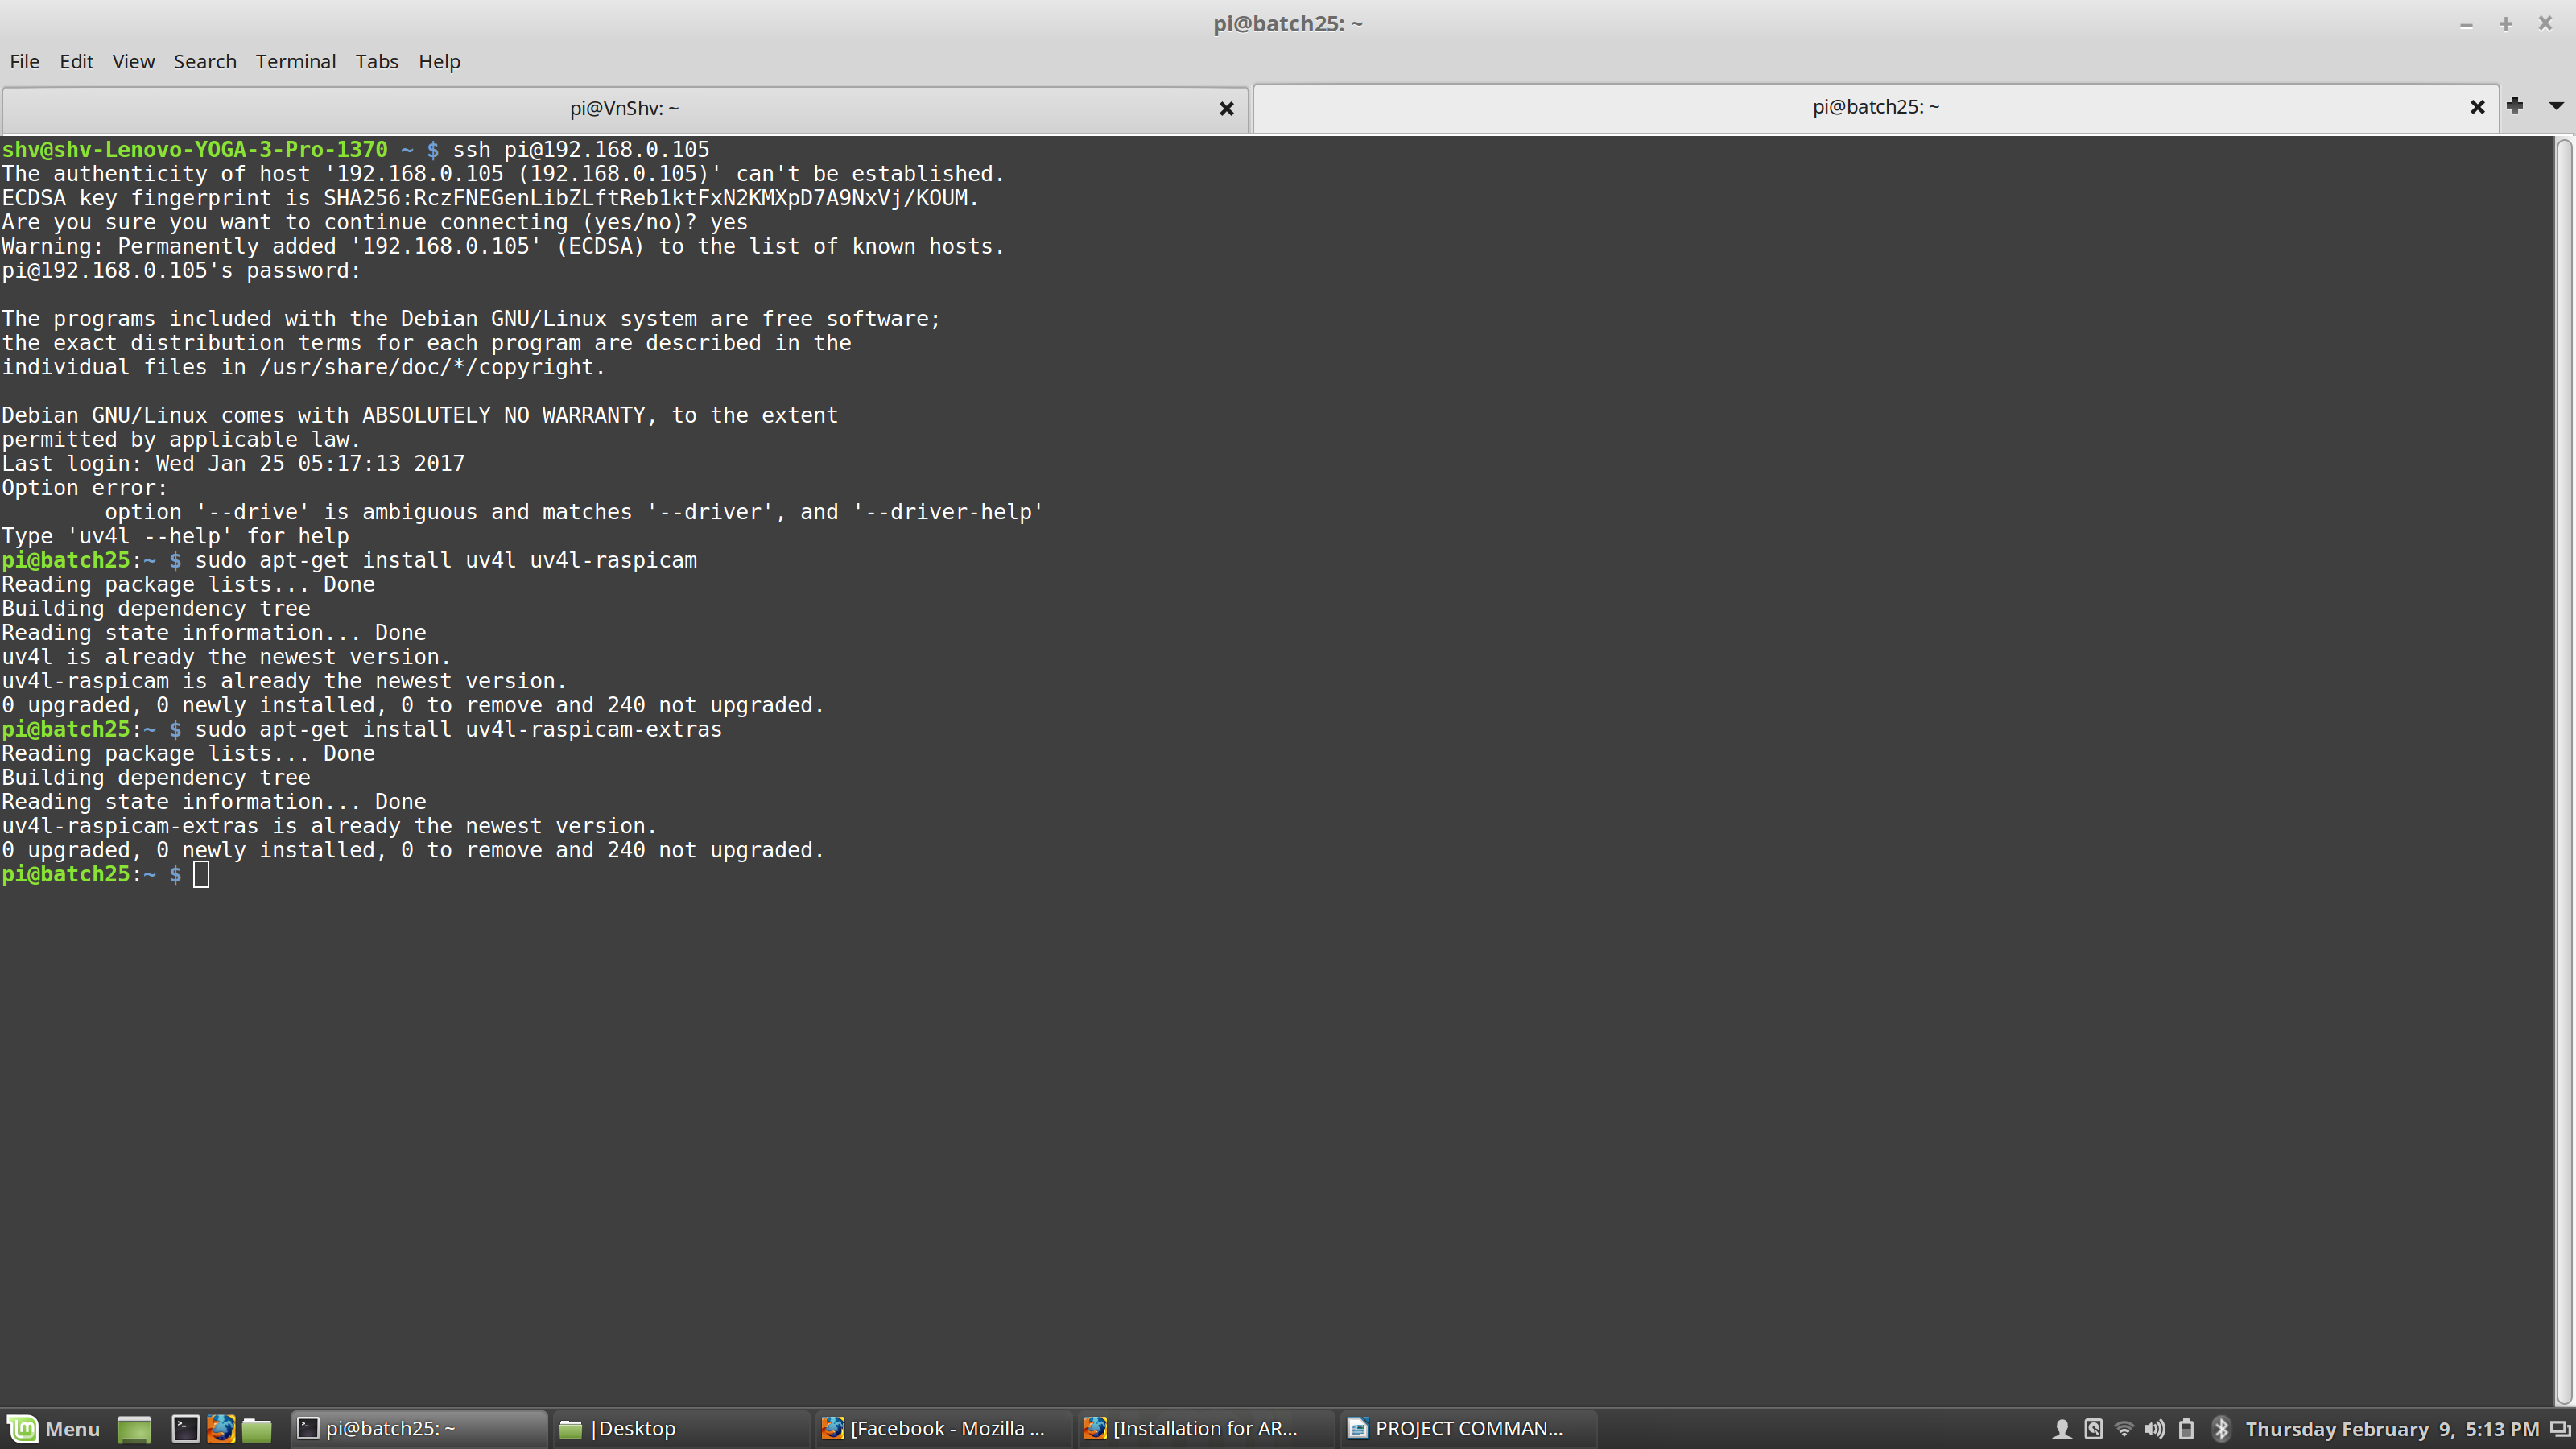 pi@batch25: ~
File Edit View Search Terminal Tabs Help
pi@VnShv: ~
pi@batch25: ~
shv@shv-Lenovo-YOGA-3-Pro-1370 ~ $ ssh pi@192.168.0.105
The authenticity of host '192.168.0.105 (192.168.0.105)' can't be established.
ECDSA key fingerprint is SHA256:RczFNEGenLibZLftReb1ktFxN2KMXpD7A9NxVj/KOUM.
Are you sure you want to continue connecting (yes/no)? yes
Warning: Permanently added '192.168.0.105' (ECDSA) to the list of known hosts.
pi@192.168.0.105's password:
The programs included with the Debian GNU/Linux system are free software;
the exact distribution terms for each program are described in the
individual files in /usr/share/doc/*/copyright.
Debian GNU/Linux comes with ABSOLUTELY NO WARRANTY, to the extent
permitted by applicable law.
Last login: Wed Jan 25 05:17:13 2017
Option error:
option '--drive' is ambiguous and matches '--driver', and '--driver-help'
Type 'uv4l --help' for help
pi@batch25:~ $ sudo apt-get install uv4l uv4l-raspicam
Reading package lists... Done
Building dependency tree
Reading state information... Done
uv4l is already the newest version.
uv4l-raspicam is already the newest version.
0 upgraded, 0 newly installed, 0 to remove and 240 not upgraded.
pi@batch25:~ $ sudo apt-get install uv4l-raspicam-extras
Reading package lists... Done
Building dependency tree
Reading state information... Done
uv4l-raspicam-extras is already the newest version.
0 upgraded, 0 newly installed, 0 to remove and 240 not upgraded.
pi@batch25:~ $
Menu pi@batch25: ~ |Desktop [Facebook - Mozilla ... [Installation for AR... PROJECT COMMAN... Thursday February 9, 5:13 PM